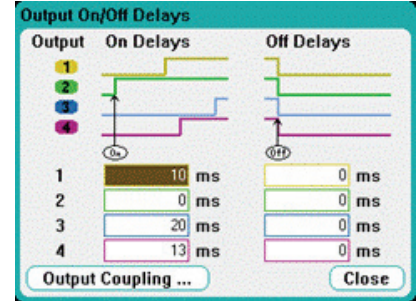 Output On/Off Delays
Output On Delays Off Delays
1
2
3
4
On Off
1 10 ms 0 ms
2 0 ms 0 ms
3 20 ms 0 ms
4 13 ms 0 ms
Output Coupling ... Close